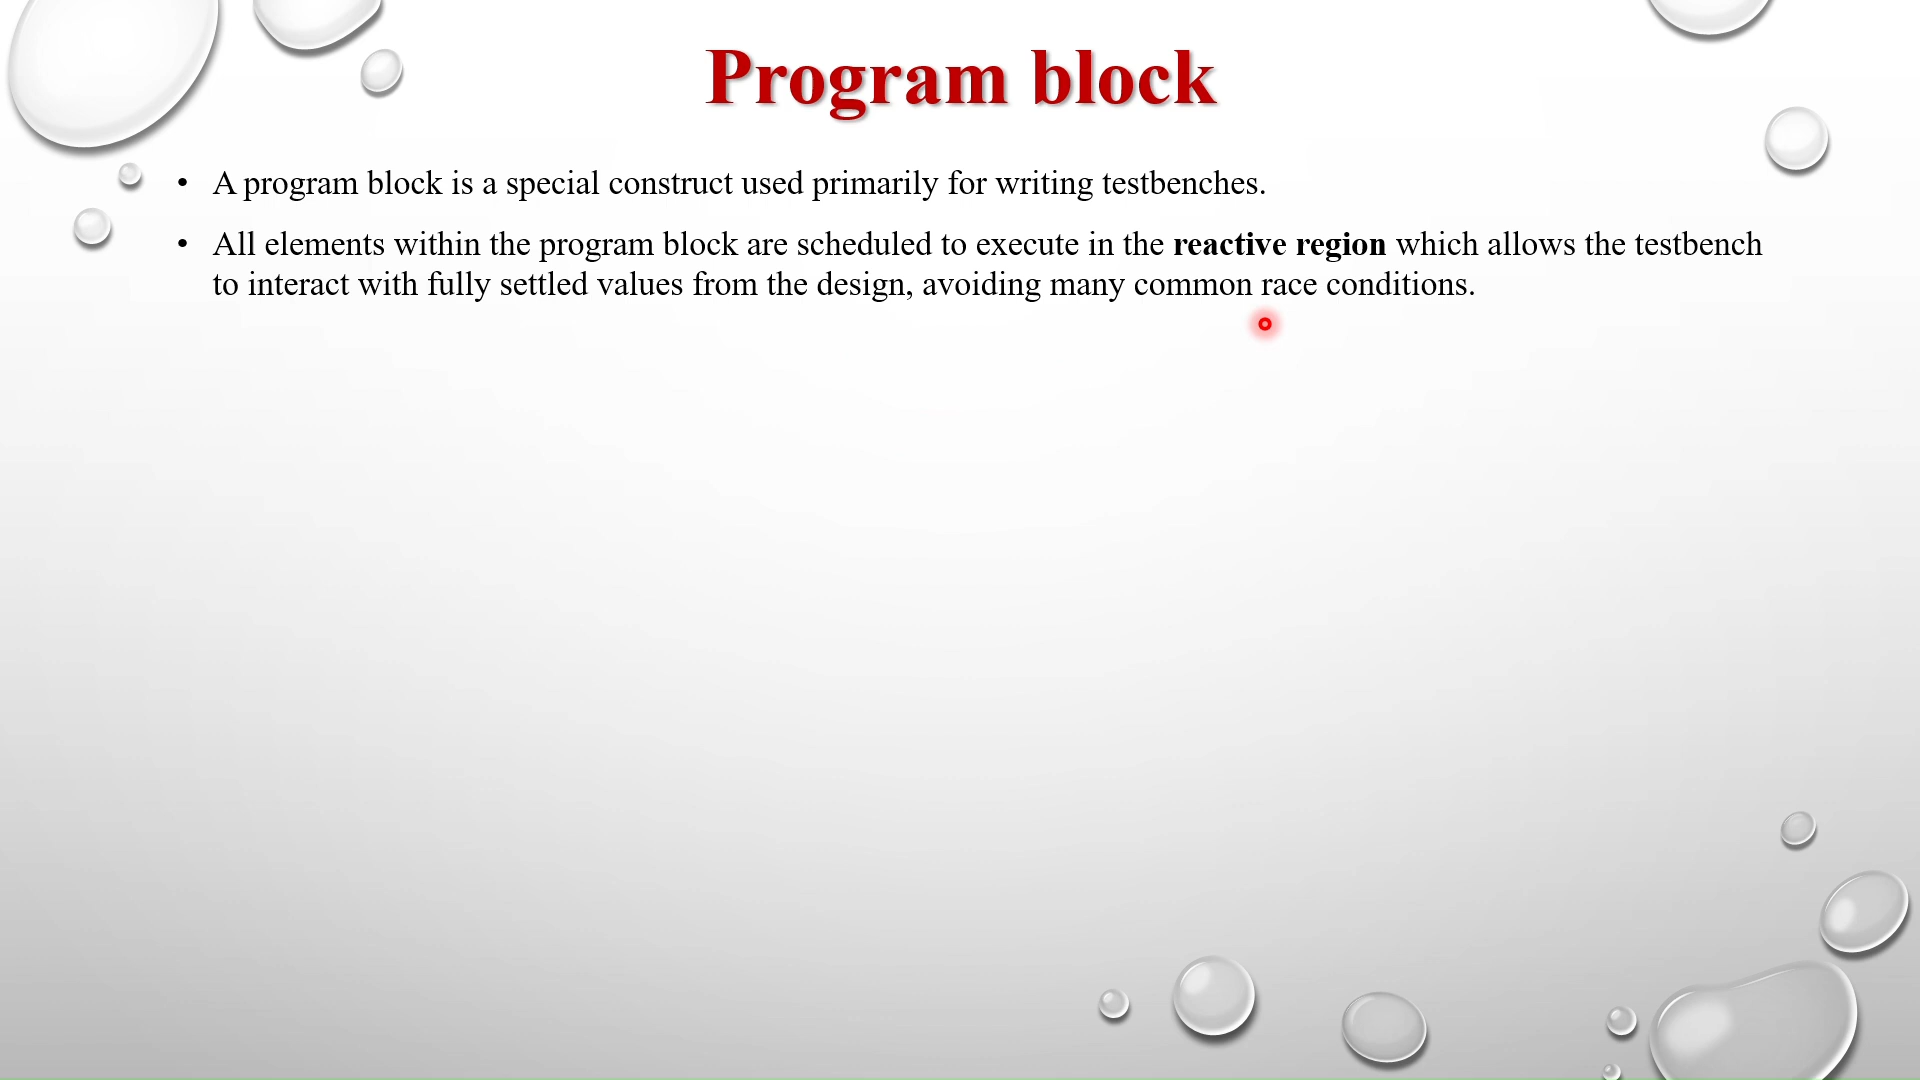 Program block
• A program block is a special construct used primarily for writing testbenches.
• All elements within the program block are scheduled to execute in the reactive region which allows the testbench
to interact with fully settled values from the design, avoiding many common race conditions.